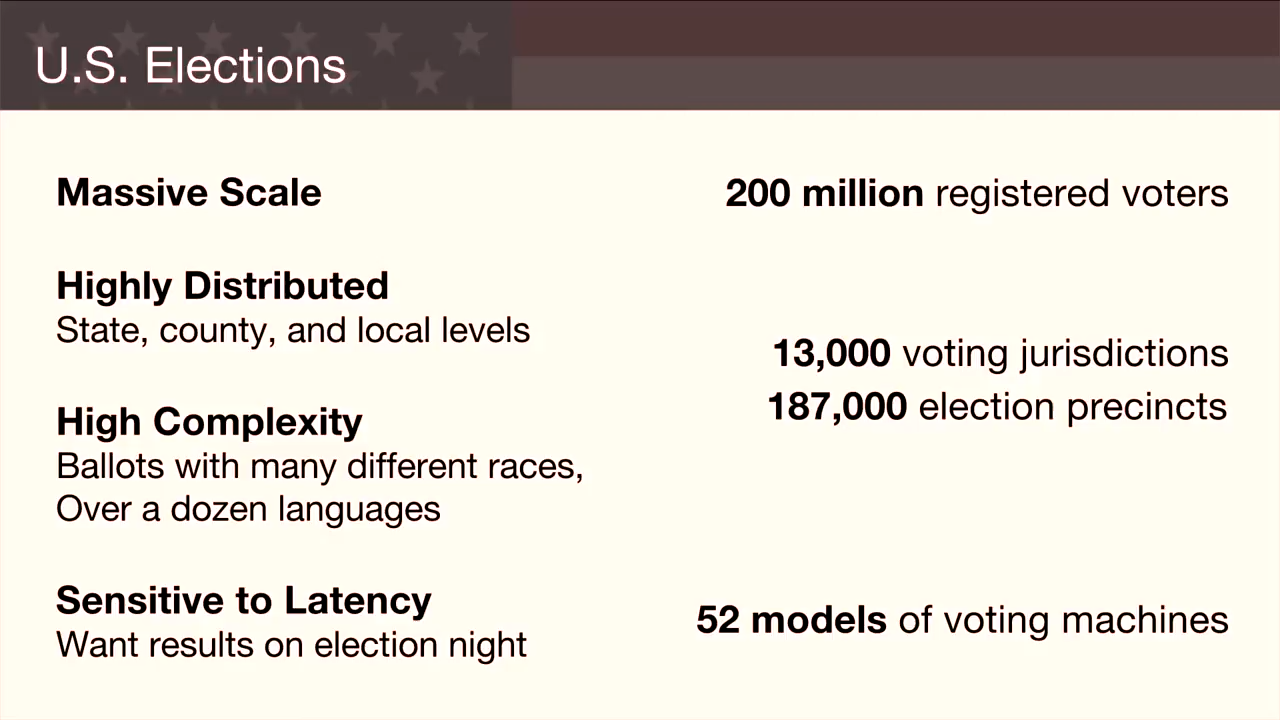 U.S. Elections
Massive Scale
200 million registered voters
Highly Distributed
State, county, and local levels
13,000 voting jurisdictions
187,000 election precincts
High Complexity
Ballots with many different races,
Over a dozen languages
Sensitive to Latency
Want results on election night
52 models of voting machines